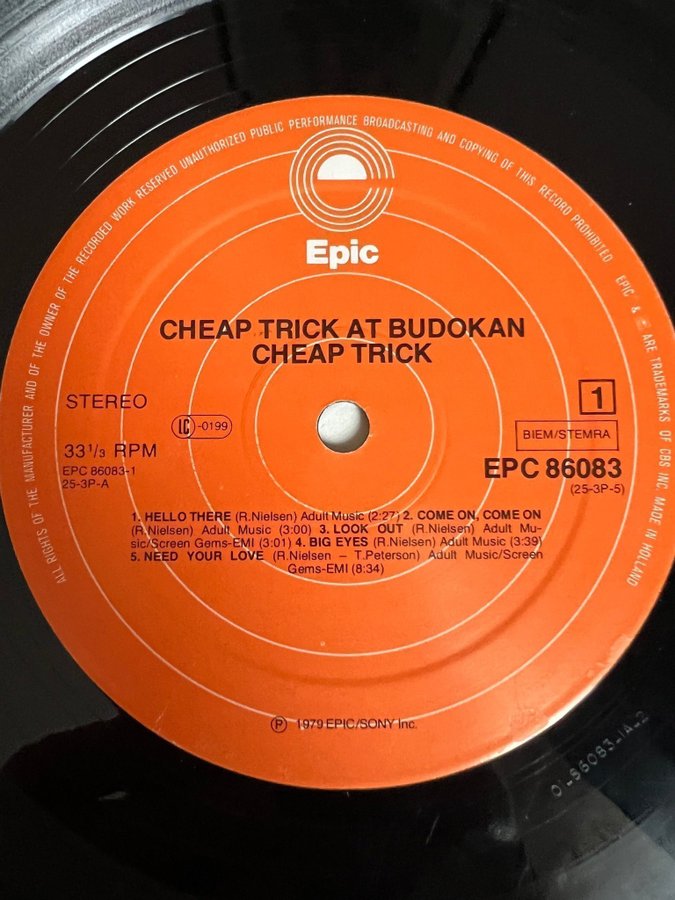 ALL RIGHTS OF THE MANUFACTURER AND OF THE OWNER OF THE RECORDED WORK RESERVED UNAUTHORIZED PUBLIC PERFORMANCE BROADCASTING AND COPYING OF THIS RECORD PROHIBITED EPIC & ARE TRADEMARKS OF CBS INC. MADE IN HOLLAND
Epic
CHEAP TRICK AT BUDOKAN
CHEAP TRICK
STEREO
LC -0199
1
33 1/3 RPM
BIEM/STEMRA
EPC 86083-1
EPC 86083
25-3P-A
(25-3P-5)
1. HELLO THERE (R.Nielsen) Adult Music (2:27) 2. COME ON, COME ON
(R.Nielsen) Adult Music (3:00) 3. LOOK OUT (R.Nielsen) Adult Mu-
sic/Screen Gems-EMI (3:01) 4. BIG EYES (R.Nielsen) Adult Music (3:39)
5. NEED YOUR LOVE (R.Nielsen – T.Peterson) Adult Music/Screen
Gems-EMI (8:34)
Ⓟ 1979 EPIC/SONY Inc.